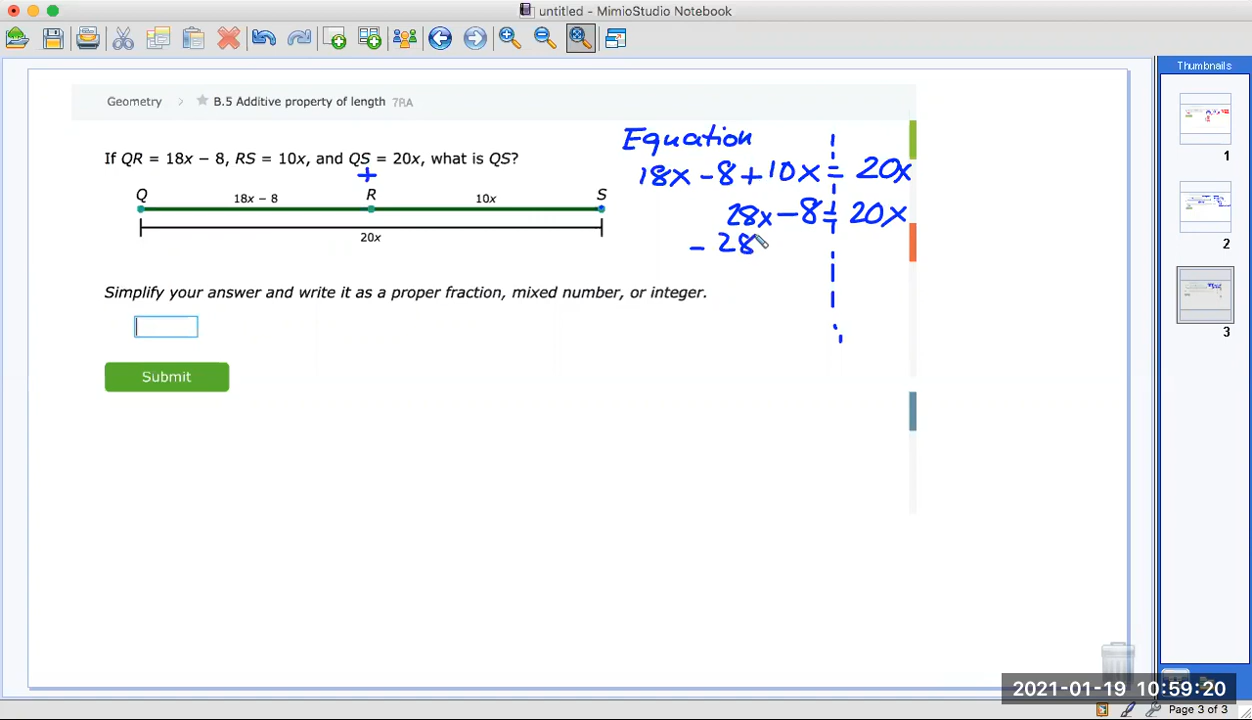 untitled - MimioStudio Notebook
Thumbnails
Geometry > B.5 Additive property of length 7RA
If QR = 18x − 8, RS = 10x, and QS = 20x, what is QS?
+
Q R S
18x − 8 10x
20x
Simplify your answer and write it as a proper fraction, mixed number, or integer.
Submit
Equation
18x - 8 + 10x = 20x
28x - 8 = 20x
- 28
1
2
3
2021-01-19 10:59:20
Page 3 of 3